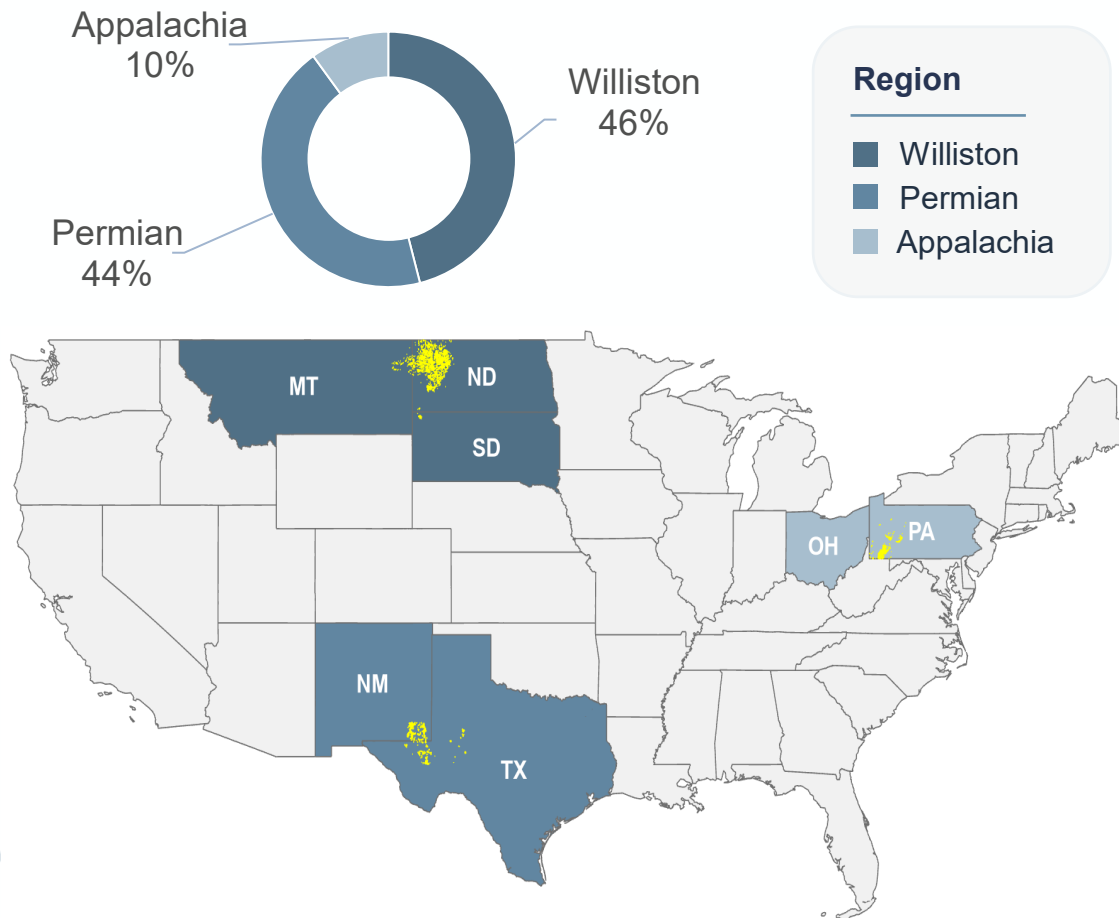 Appalachia
10%
Williston
46%
Permian
44%
Region
Williston
Permian
Appalachia
MT
ND
SD
OH
PA
NM
TX